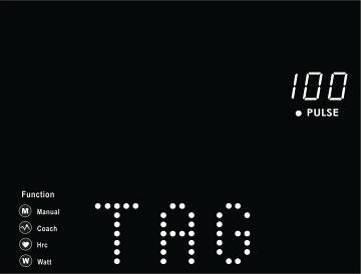 100
PULSE
Function
M Manual
Coach
Hrc
W Watt
TAG